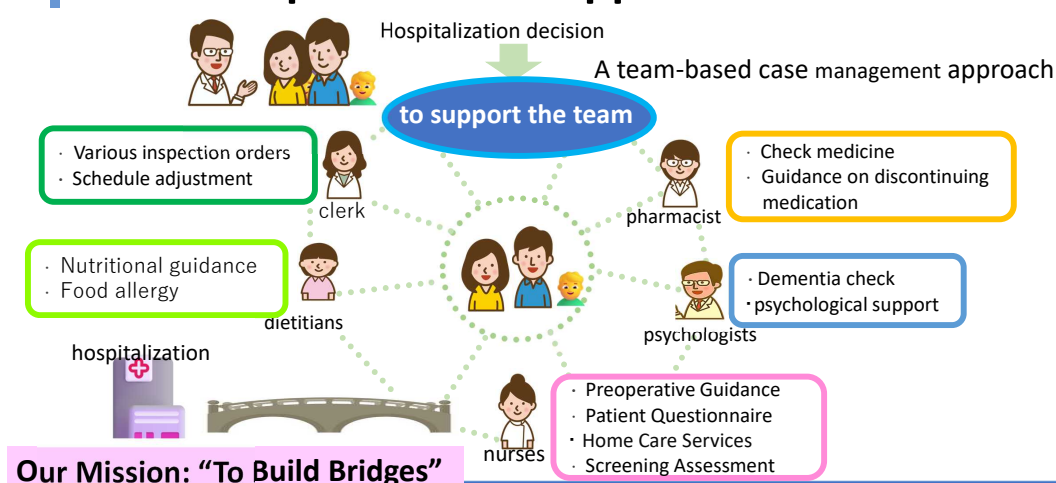 Hospitalization decision
A team-based case management approach
to support the team
· Various inspection orders
· Schedule adjustment
clerk
· Check medicine
· Guidance on discontinuing
medication
pharmacist
· Nutritional guidance
· Food allergy
dietitians
· Dementia check
· psychological support
psychologists
hospitalization
· Preoperative Guidance
· Patient Questionnaire
· Home Care Services
· Screening Assessment
nurses
Our Mission: “To Build Bridges”